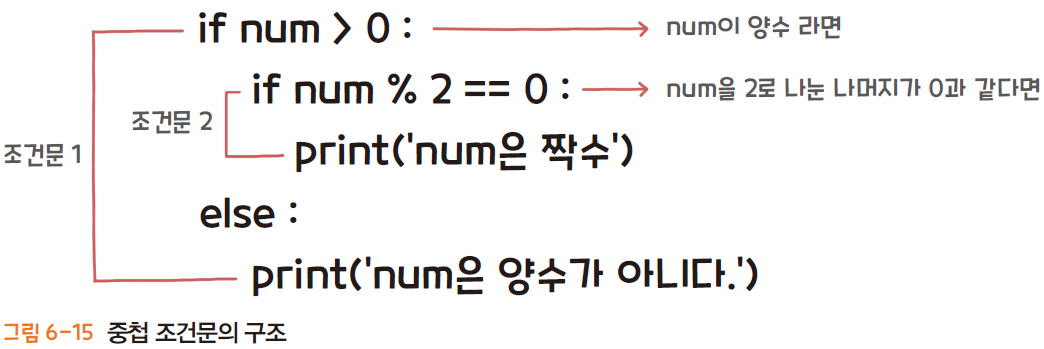 if num > 0 : num이 양수 라면
if num % 2 == 0 : num을 2로 나눈 나머지가 0과 같다면
조건문 2
print('num은 짝수')
조건문 1
else :
print('num은 양수가 아니다.')
그림 6-15 중첩 조건문의 구조